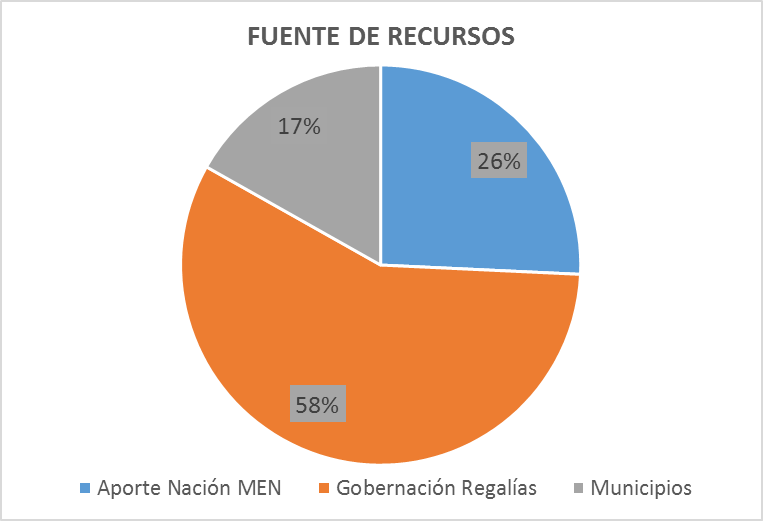 FUENTE DE RECURSOS
17%
26%
58%
Aporte Nación MEN
Gobernación Regalías
Municipios